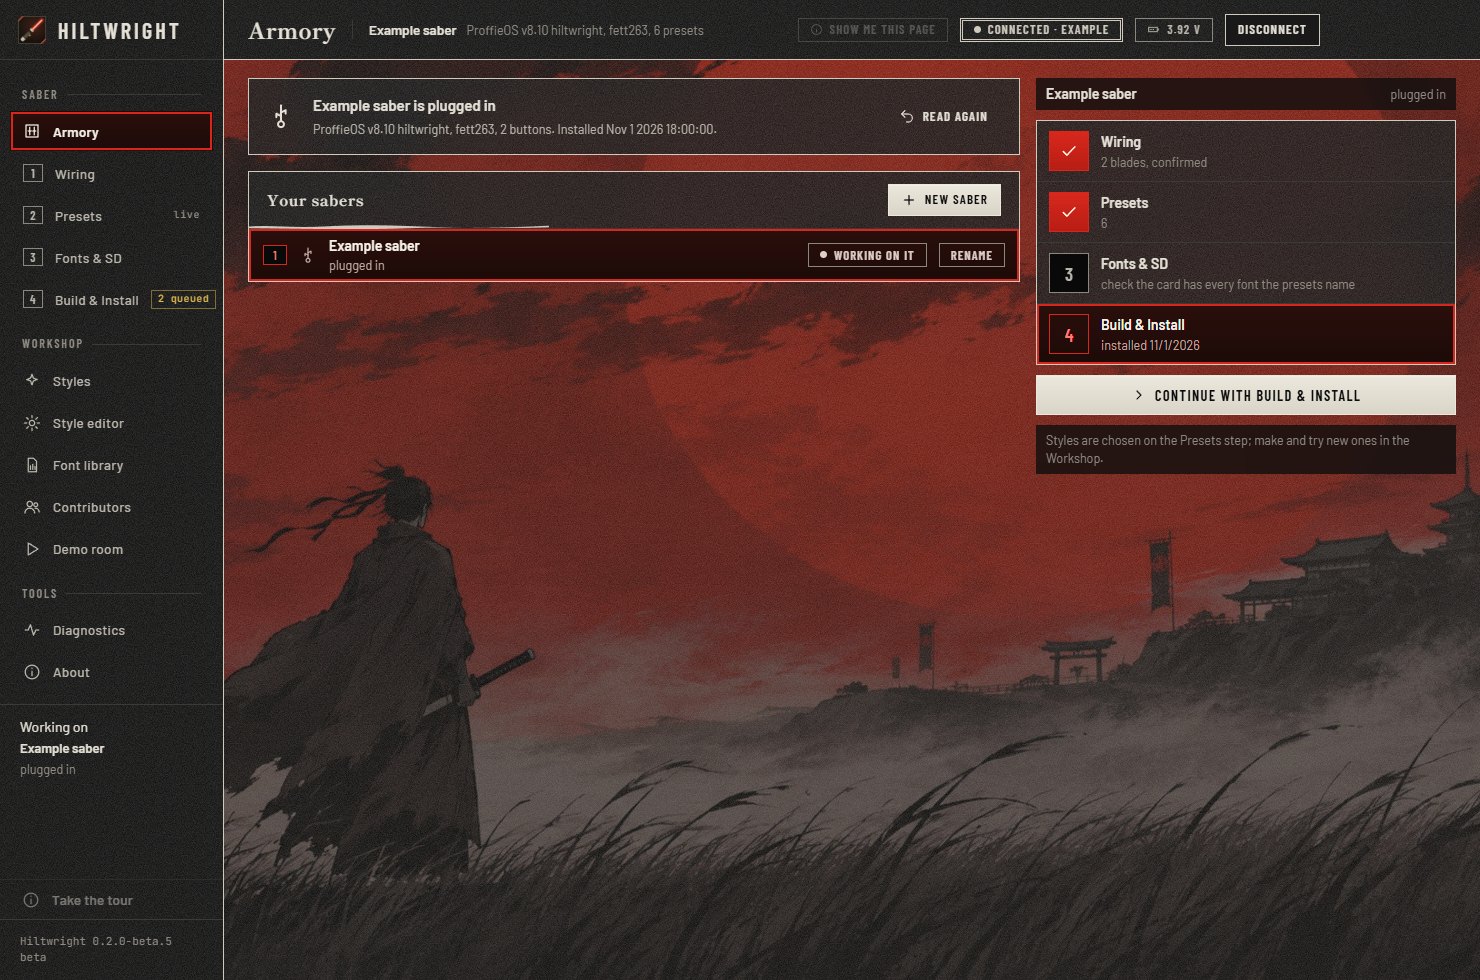 HILTWRIGHT
SABER
Armory
1 Wiring
2 Presets live
3 Fonts & SD
4 Build & Install 2 queued
WORKSHOP
Styles
Style editor
Font library
Contributors
Demo room
TOOLS
Diagnostics
About
Working on
Example saber
plugged in
Take the tour
Hiltwright 0.2.0-beta.5
beta
Armory Example saber ProffieOS v8.10 hiltwright, fett263, 6 presets SHOW ME THIS PAGE CONNECTED · EXAMPLE 3.92 V DISCONNECT
Example saber is plugged in
ProffieOS v8.10 hiltwright, fett263, 2 buttons. Installed Nov 1 2026 18:00:00.
READ AGAIN
Your sabers
NEW SABER
1 Example saber
plugged in
WORKING ON IT RENAME
Example saber plugged in
Wiring
2 blades, confirmed
Presets
6
3 Fonts & SD
check the card has every font the presets name
4 Build & Install
installed 11/1/2026
CONTINUE WITH BUILD & INSTALL
Styles are chosen on the Presets step; make and try new ones in the
Workshop.